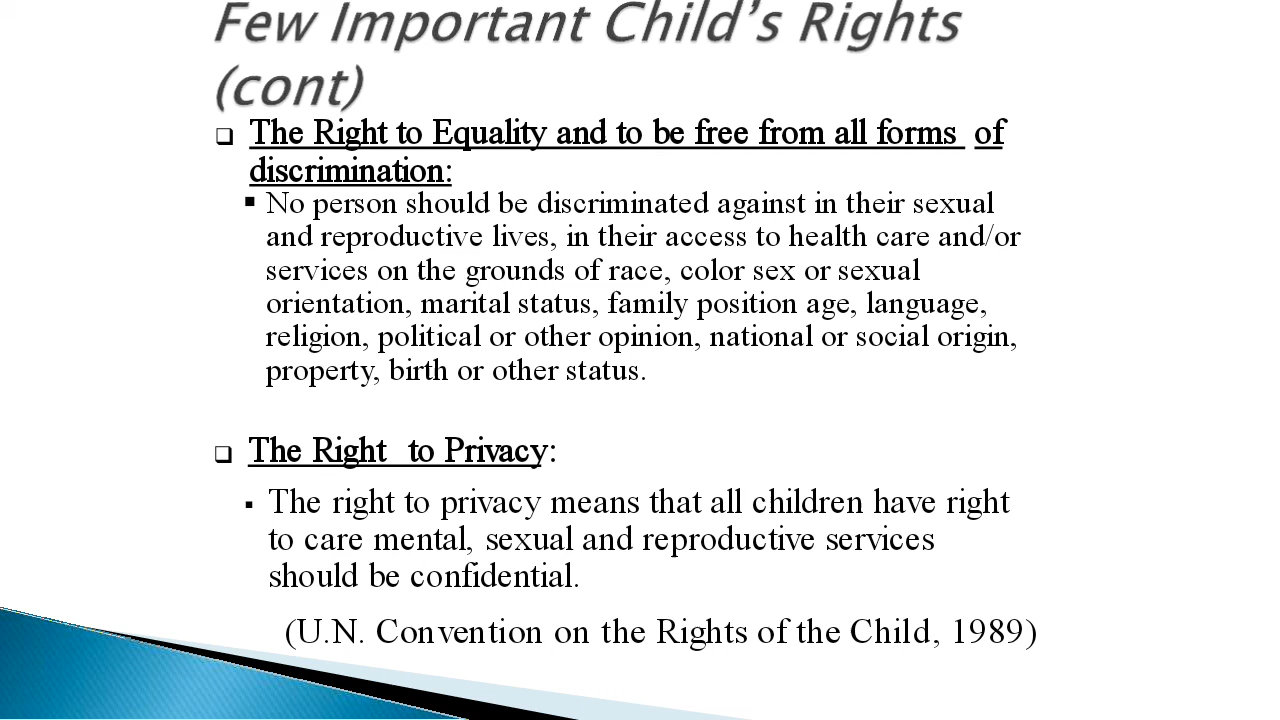 Few Important Child’s Rights
(cont)
❑ The Right to Equality and to be free from all forms of
discrimination:
▪ No person should be discriminated against in their sexual
and reproductive lives, in their access to health care and/or
services on the grounds of race, color sex or sexual
orientation, marital status, family position age, language,
religion, political or other opinion, national or social origin,
property, birth or other status.
❑ The Right to Privacy:
▪ The right to privacy means that all children have right
to care mental, sexual and reproductive services
should be confidential.
(U.N. Convention on the Rights of the Child, 1989)